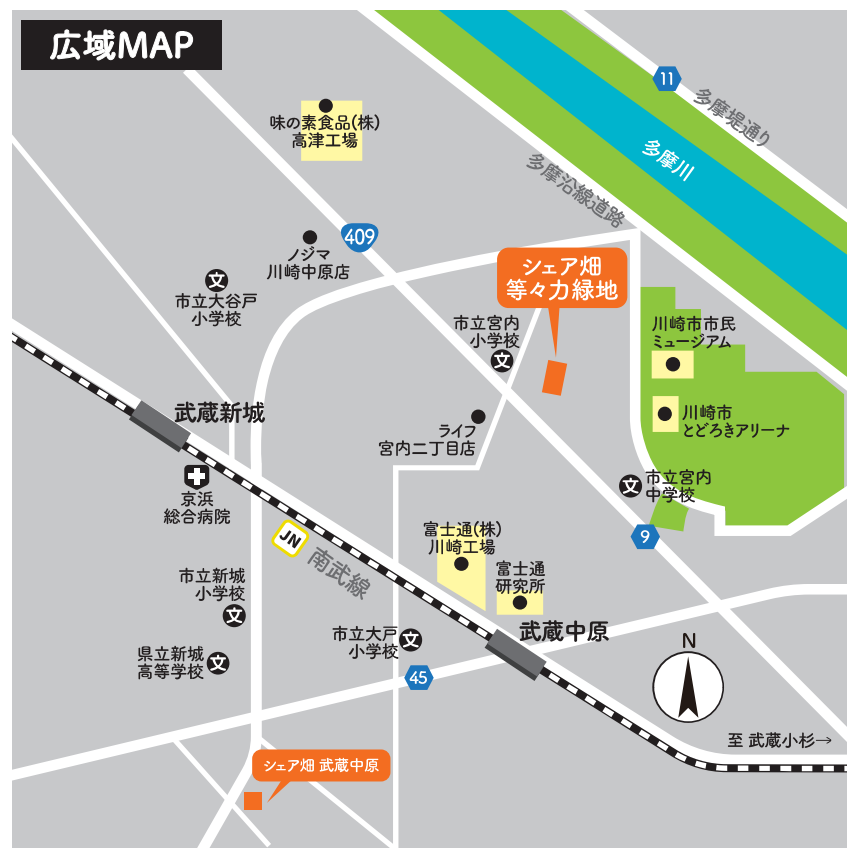 広域MAP
11
多摩堤通り
味の素食品(株)
高津工場
多摩川
多摩沿線道路
409
ノジマ
川崎中原店
シェア畑
等々力緑地
文
市立大谷戸
小学校
市立宮内
小学校
文
川崎市市民
ミュージアム
武蔵新城
ライフ
宮内二丁目店
川崎市
とどろきアリーナ
京浜
総合病院
文
市立宮内
中学校
JN
南武線
富士通(株)
川崎工場
9
富士通
研究所
市立新城
小学校
文
市立大戸
小学校
文
武蔵中原
N
県立新城
高等学校
文
45
至 武蔵小杉→
シェア畑 武蔵中原